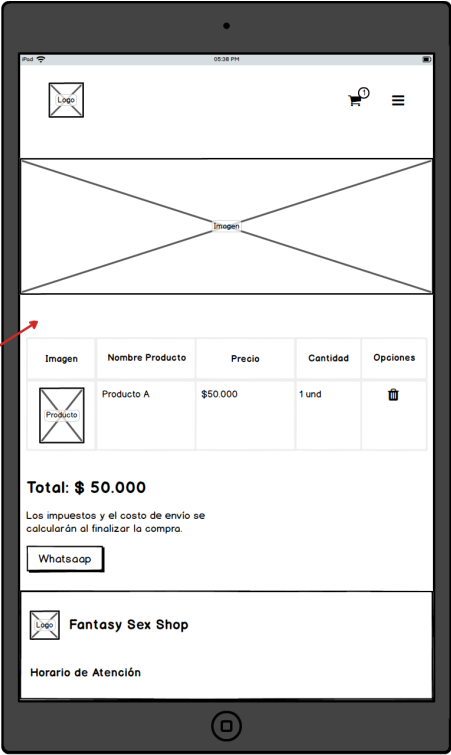 iPad 05:38 PM
Logo 1
Imagen
Imagen Nombre Producto Precio Cantidad Opciones
Producto Producto A $50.000 1 und
Total: $ 50.000
Los impuestos y el costo de envío se
calcularán al finalizar la compra.
Whatsaap
Logo Fantasy Sex Shop
Horario de Atención